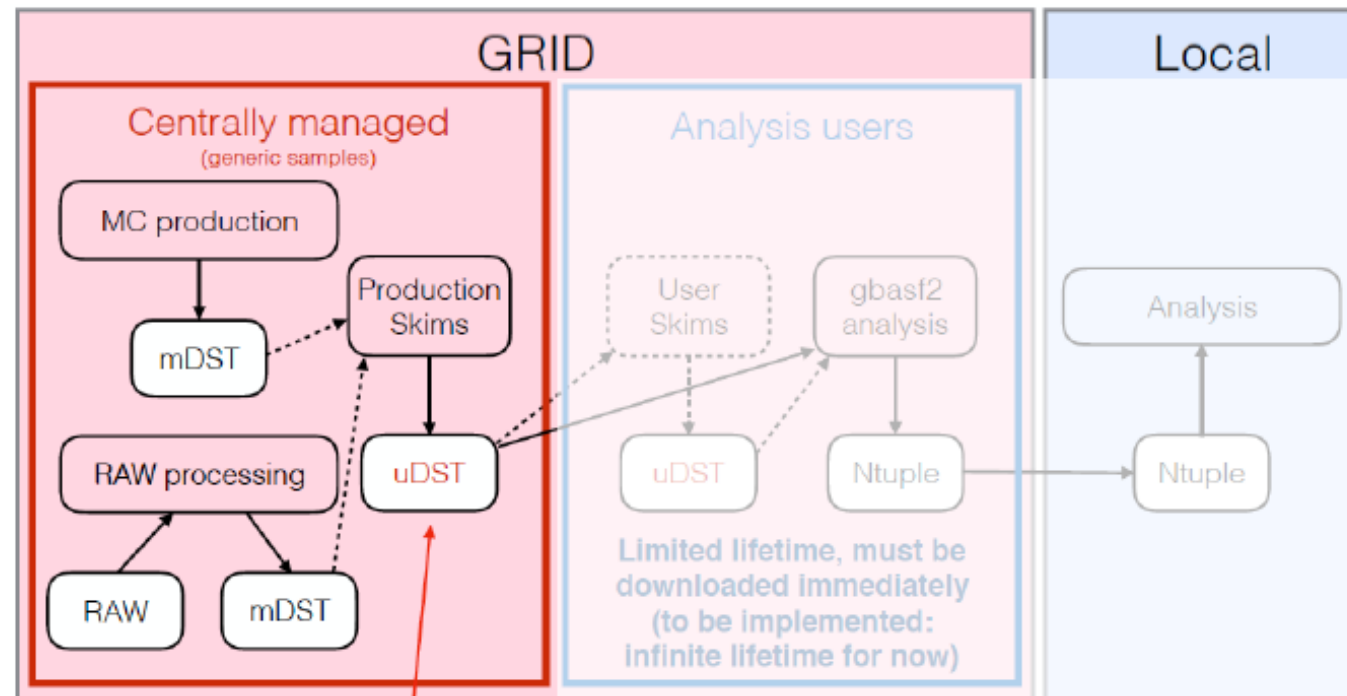 GRID
Local
Centrally managed
(generic samples)
Analysis users
MC production
Production
Skims
mDST
User
Skims
gbasf2
analysis
Analysis
RAW processing
uDST
uDST
Ntuple
Ntuple
RAW
mDST
Limited lifetime, must be
downloaded immediately
(to be implemented:
infinite lifetime for now)